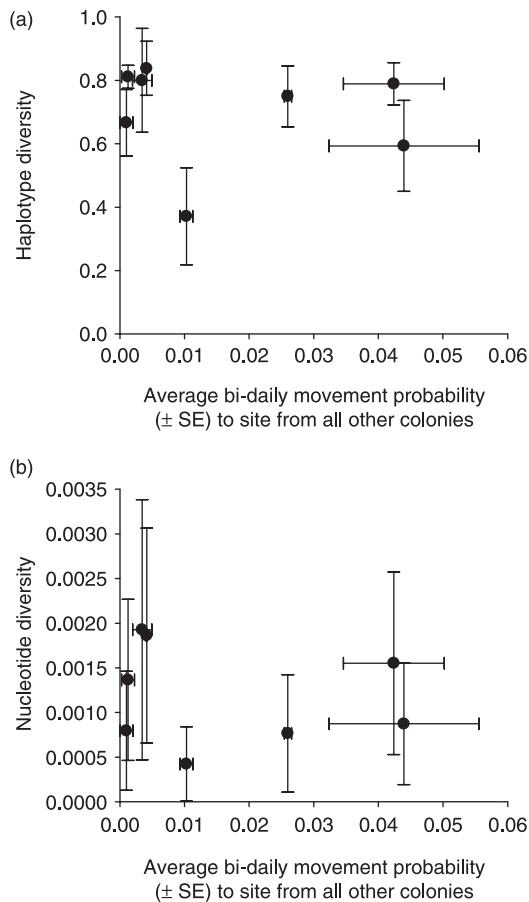 (a)
1.0
0.8
0.6
0.4
0.2
0.0
Haplotype diversity
0.00 0.01 0.02 0.03 0.04 0.05 0.06
Average bi-daily movement probability
(± SE) to site from all other colonies
(b)
0.0035
0.0030
0.0025
0.0020
0.0015
0.0010
0.0005
0.0000
Nucleotide diversity
0.00 0.01 0.02 0.03 0.04 0.05 0.06
Average bi-daily movement probability
(± SE) to site from all other colonies